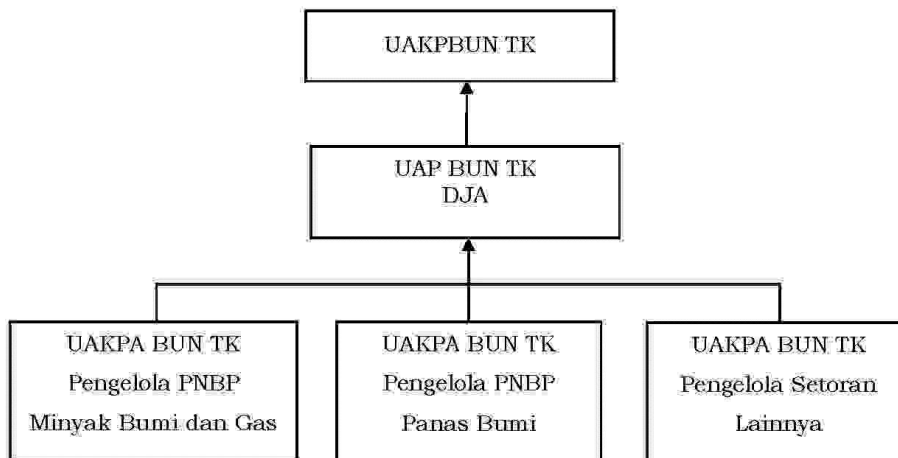 UAKPBUN TK
UAP BUN TK
DJA
UAKPA BUN TK
Pengelola PNBP
Minyak Bumi dan Gas
UAKPA BUN TK
Pengelola PNBP
Panas Bumi
UAKPA BUN TK
Pengelola Setoran
Lainnya